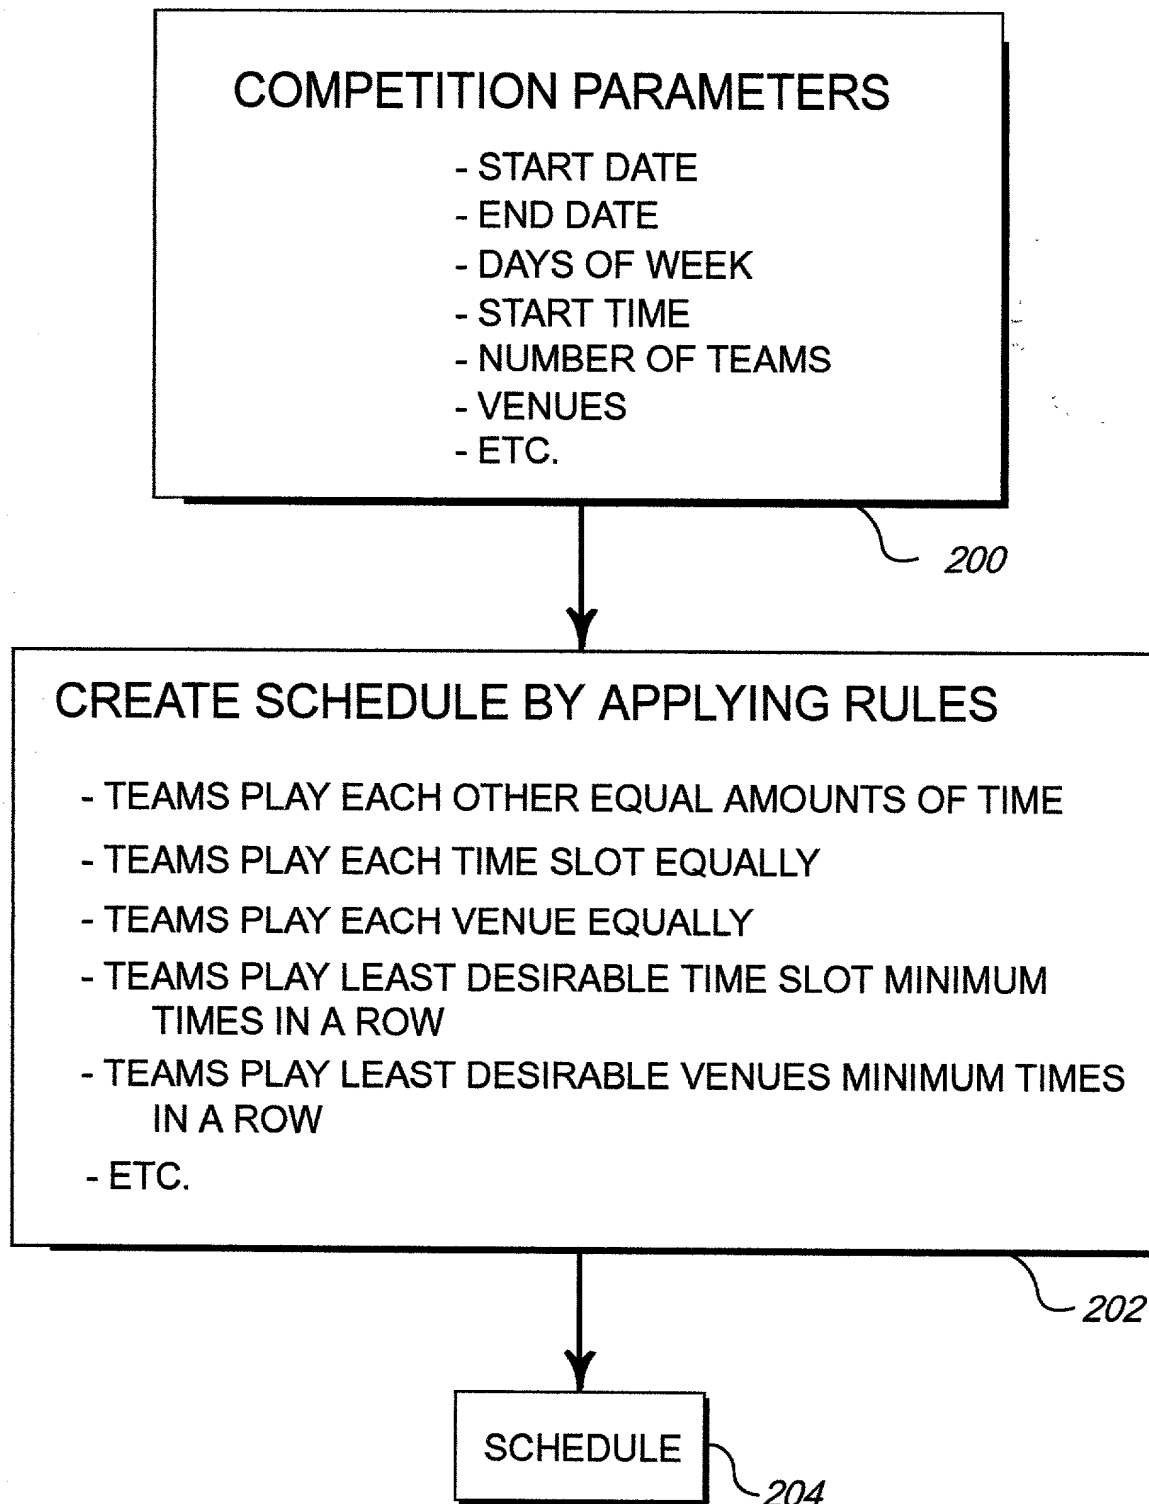 COMPETITION PARAMETERS
- START DATE
- END DATE
- DAYS OF WEEK
- START TIME
- NUMBER OF TEAMS
- VENUES
- ETC.
200
CREATE SCHEDULE BY APPLYING RULES
- TEAMS PLAY EACH OTHER EQUAL AMOUNTS OF TIME
- TEAMS PLAY EACH TIME SLOT EQUALLY
- TEAMS PLAY EACH VENUE EQUALLY
- TEAMS PLAY LEAST DESIRABLE TIME SLOT MINIMUM
TIMES IN A ROW
- TEAMS PLAY LEAST DESIRABLE VENUES MINIMUM TIMES
IN A ROW
- ETC.
202
SCHEDULE
204